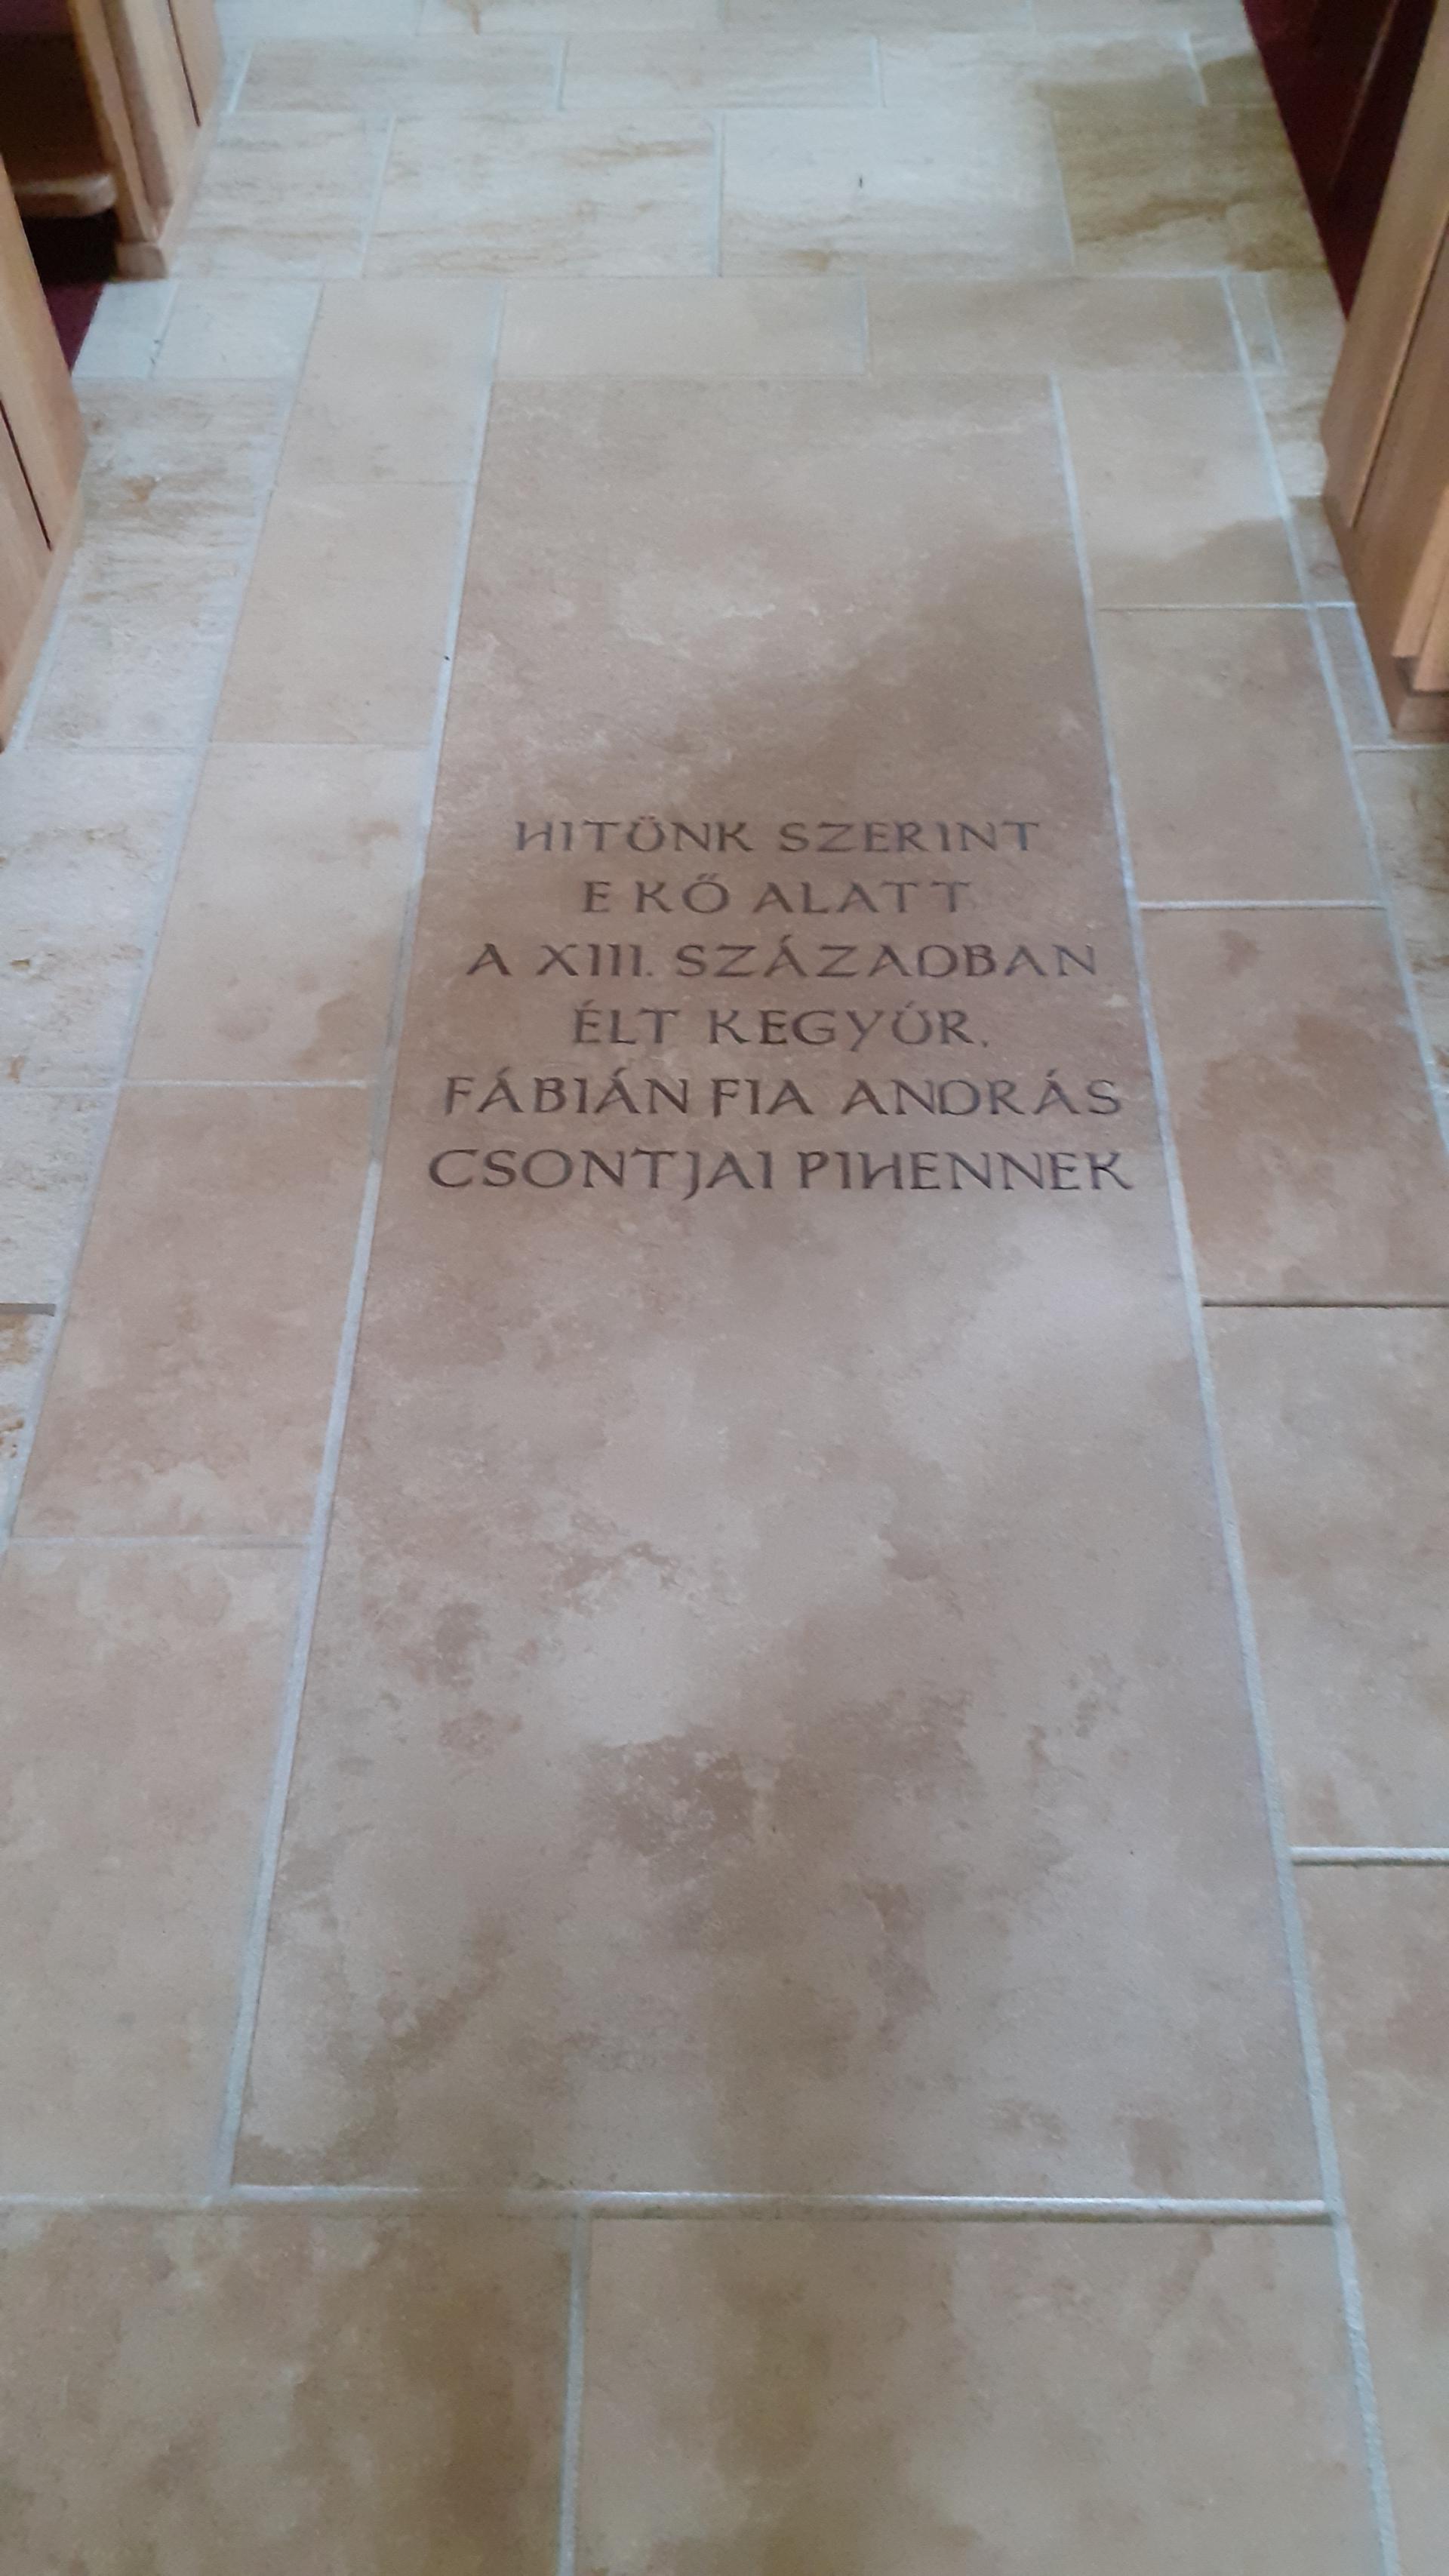 HITÜNK SZERINT
E KŐ ALATT
A XIII. SZÁZADBAN
ÉLT KEGYÚR,
FÁBIÁN FIA ANDRÁS
CSONTJAI PIHENNEK